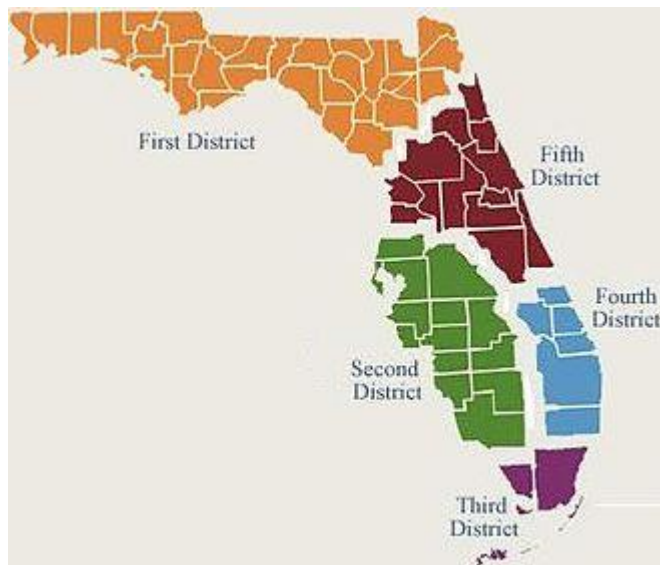 First District
Fifth
District
Fourth
District
Second
District
Third
District